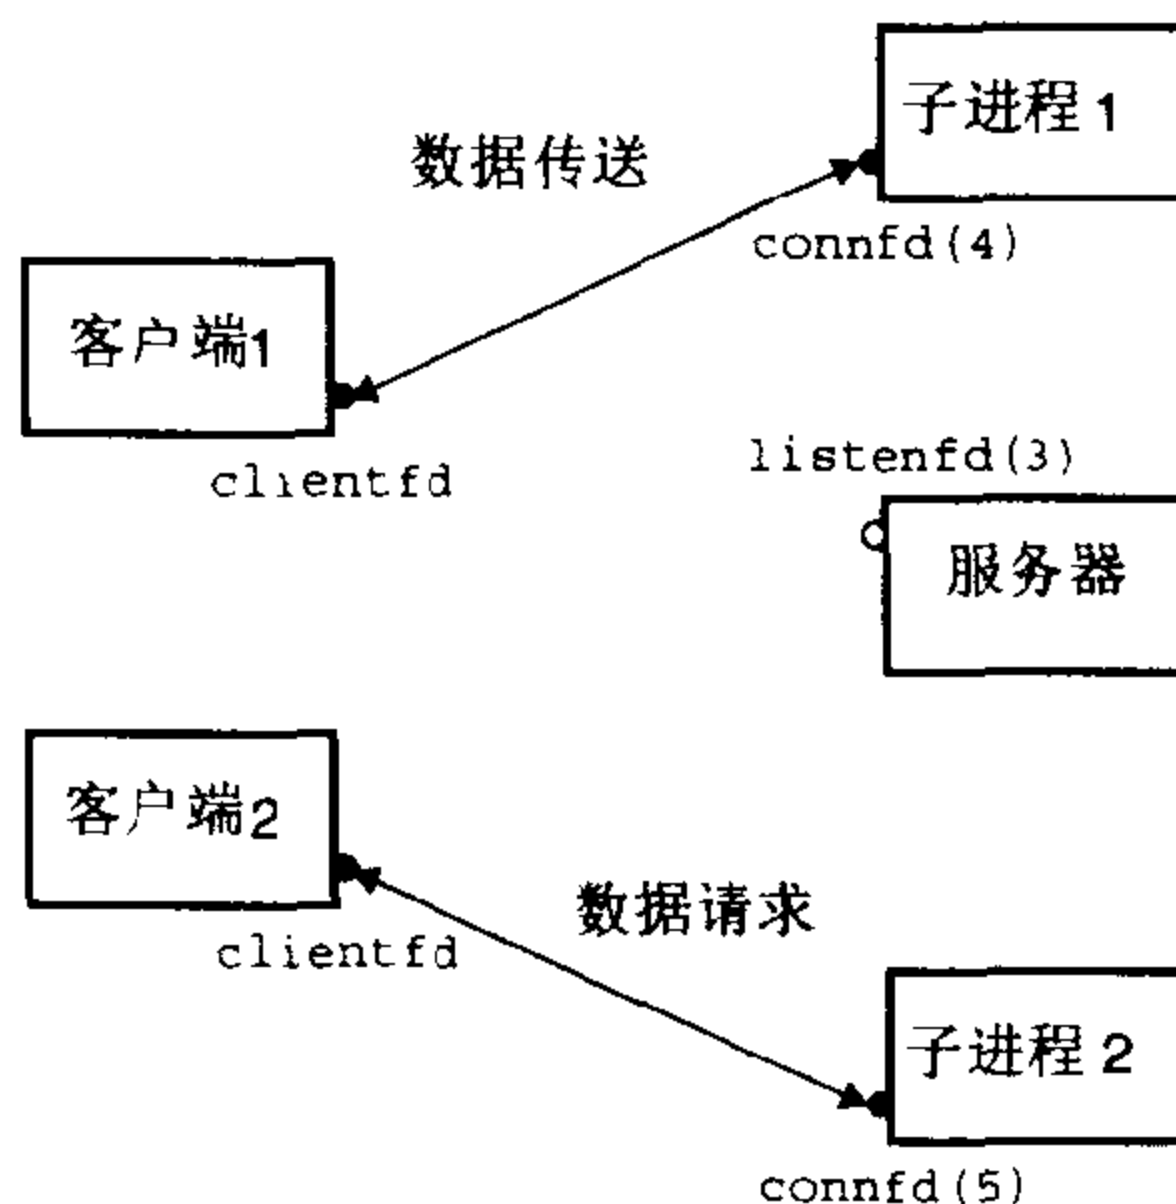 子进程 1
数据传送
connfd(4)
客户端1
clientfd
listenfd(3)
服务器
客户端2
数据请求
clientfd
子进程 2
connfd(5)